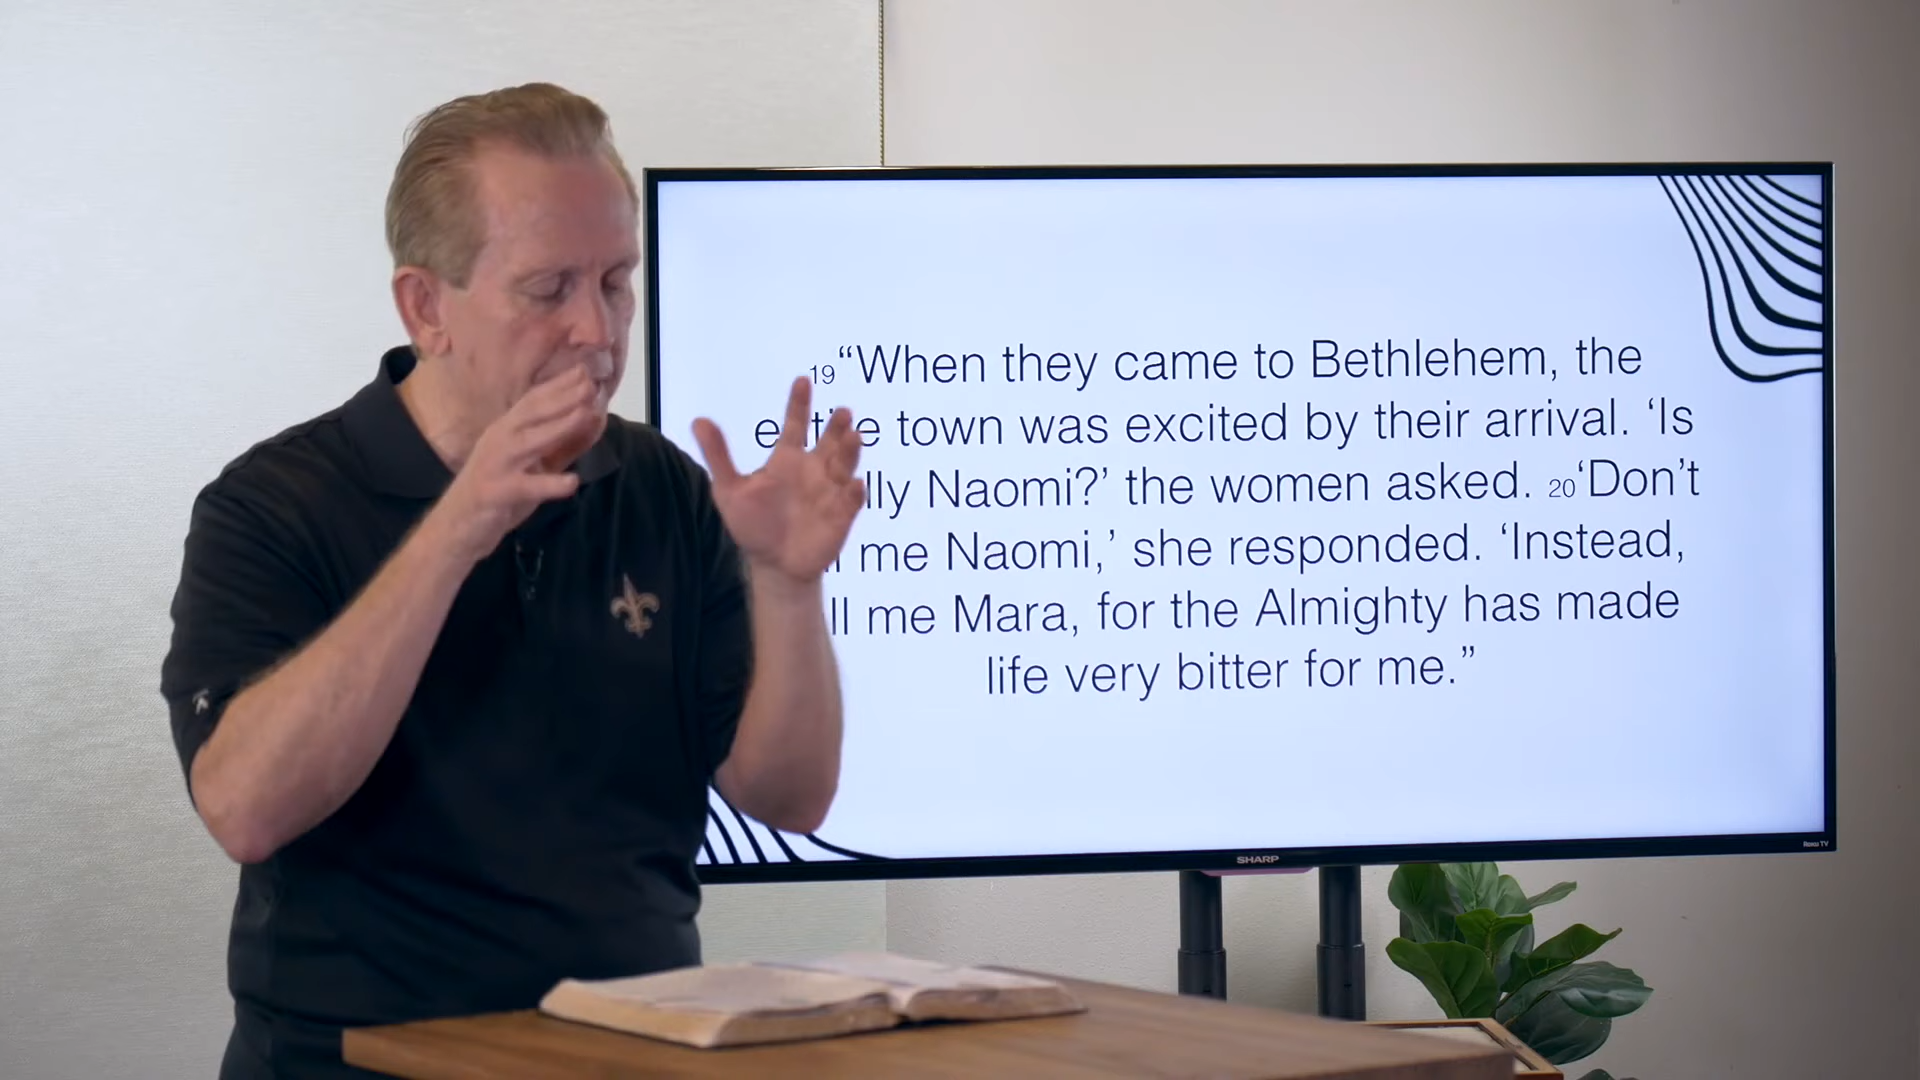 19“When they came to Bethlehem, the
town was excited by their arrival. ‘Is
Naomi?’ the women asked. 20‘Don’t
me Naomi,’ she responded. ‘Instead,
me Mara, for the Almighty has made
life very bitter for me.”
SHARP
Roku TV